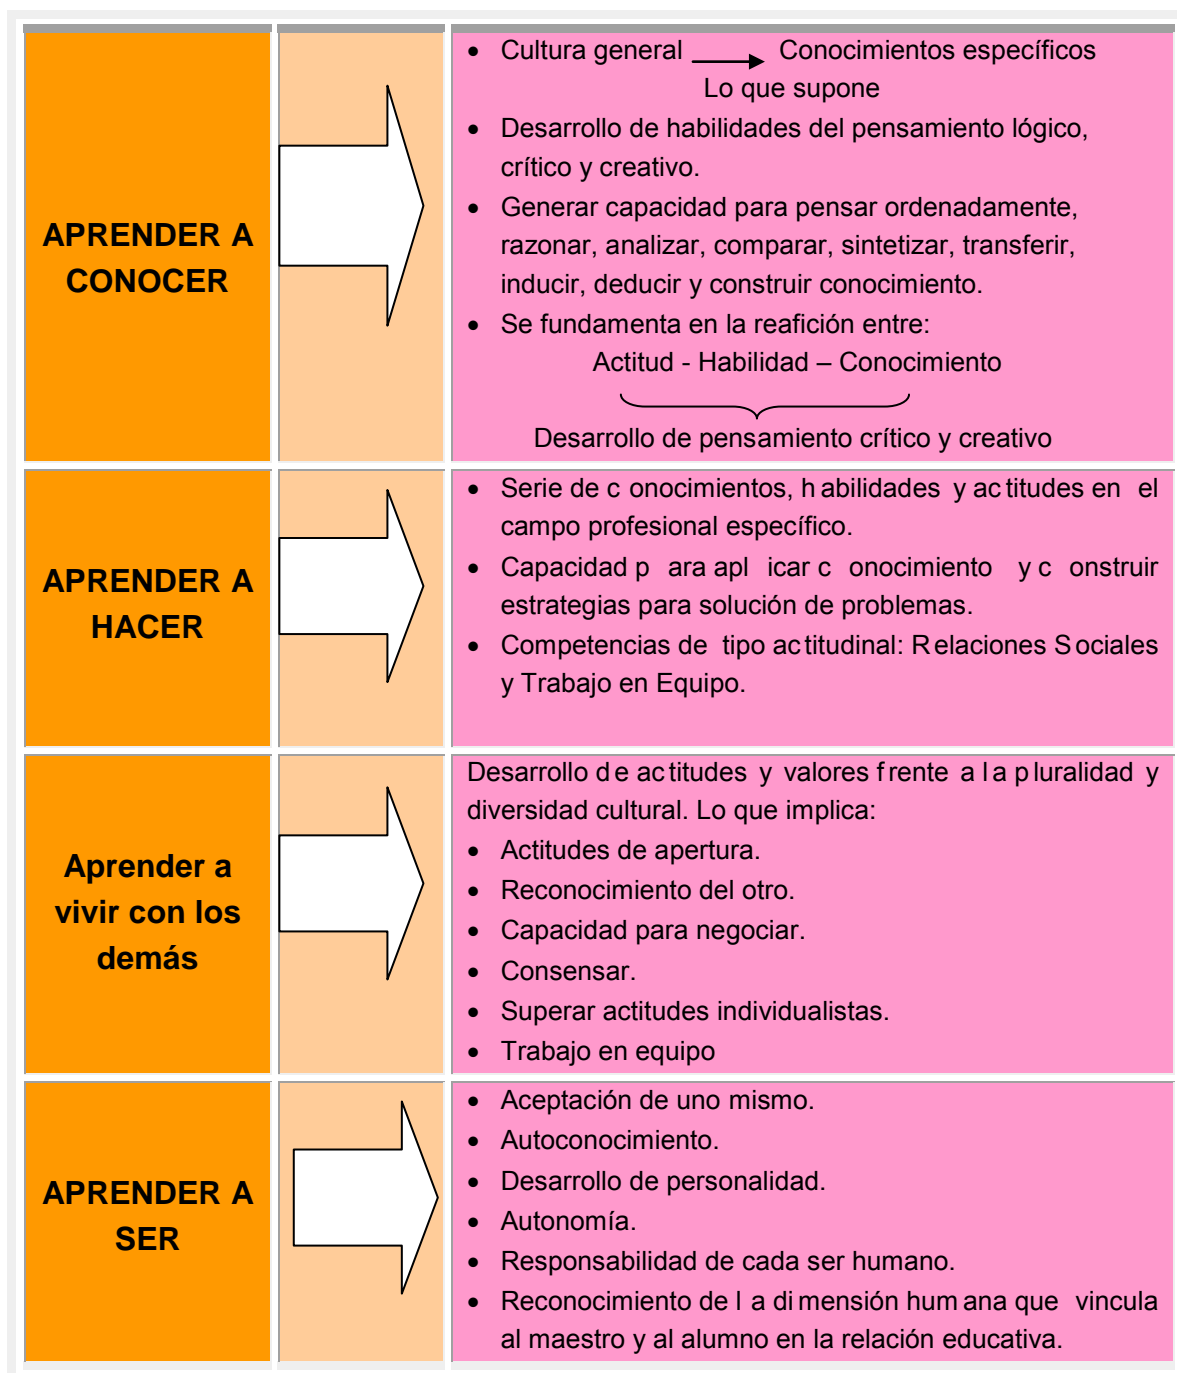 APRENDER A
CONOCER
• Cultura general → Conocimientos específicos
Lo que supone
• Desarrollo de habilidades del pensamiento lógico,
crítico y creativo.
• Generar capacidad para pensar ordenadamente,
razonar, analizar, comparar, sintetizar, transferir,
inducir, deducir y construir conocimiento.
• Se fundamenta en la reafición entre:
Actitud - Habilidad – Conocimiento
Desarrollo de pensamiento crítico y creativo
APRENDER A
HACER
• Serie de c onocimientos, h abilidades y ac titudes en el
campo profesional específico.
• Capacidad p ara apl icar c onocimiento y c onstruir
estrategias para solución de problemas.
• Competencias de tipo ac titudinal: R elaciones S ociales
y Trabajo en Equipo.
Aprender a
vivir con los
demás
Desarrollo d e ac titudes y valores f rente a l a p luralidad y
diversidad cultural. Lo que implica:
• Actitudes de apertura.
• Reconocimiento del otro.
• Capacidad para negociar.
• Consensar.
• Superar actitudes individualistas.
• Trabajo en equipo
APRENDER A
SER
• Aceptación de uno mismo.
• Autoconocimiento.
• Desarrollo de personalidad.
• Autonomía.
• Responsabilidad de cada ser humano.
• Reconocimiento de l a di mensión hum ana que vincula
al maestro y al alumno en la relación educativa.